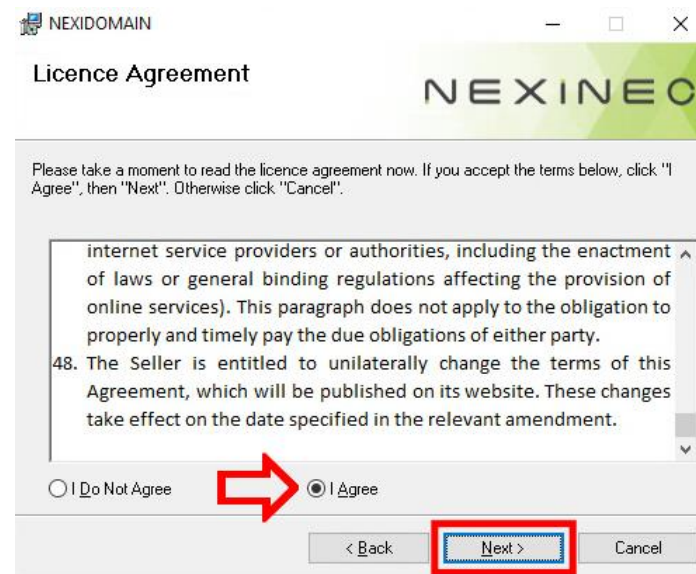 NEXIDOMAIN
Licence Agreement
NEXINEO
Please take a moment to read the licence agreement now. If you accept the terms below, click "I
Agree", then "Next". Otherwise click "Cancel".
internet service providers or authorities, including the enactment
of laws or general binding regulations affecting the provision of
online services). This paragraph does not apply to the obligation to
properly and timely pay the due obligations of either party.
48. The Seller is entitled to unilaterally change the terms of this
Agreement, which will be published on its website. These changes
take effect on the date specified in the relevant amendment.
I Do Not Agree
I Agree
< Back
Next >
Cancel